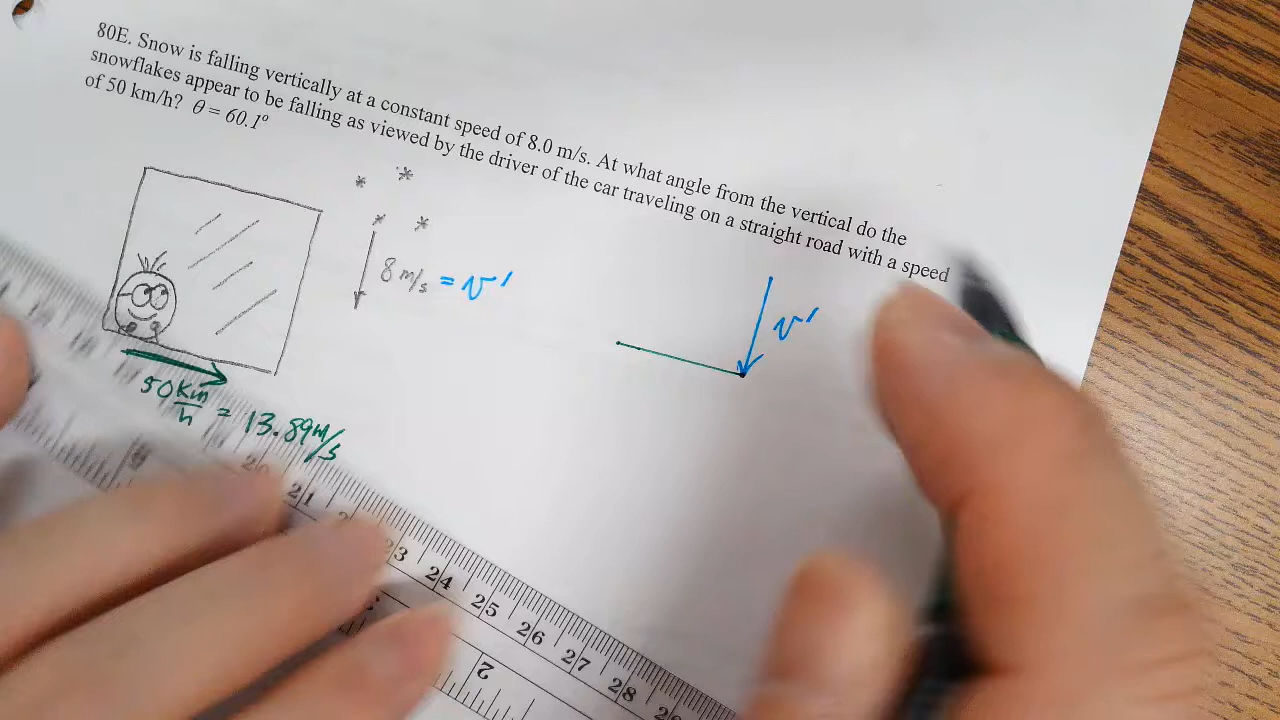 80E. Snow is falling vertically at a constant speed of 8.0 m/s. At what angle from the vertical do the
snowflakes appear to be falling as viewed by the driver of the car traveling on a straight road with a speed
of 50 km/h? θ = 60.1°
8 m/s = v'
v'
50 km/h = 13.89 m/s
21
23
24
25
26
27
28
2